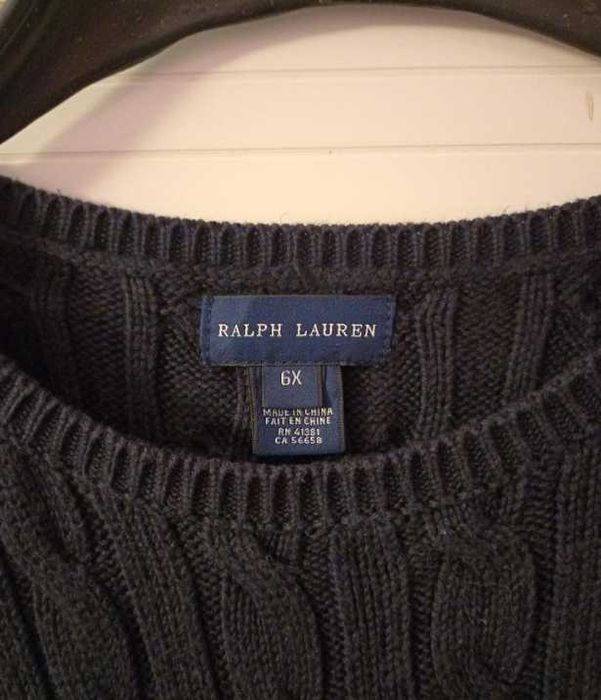 RALPH LAUREN
6X
MADE IN CHINA
FAIT EN CHINE
RN 41381
CA 56658